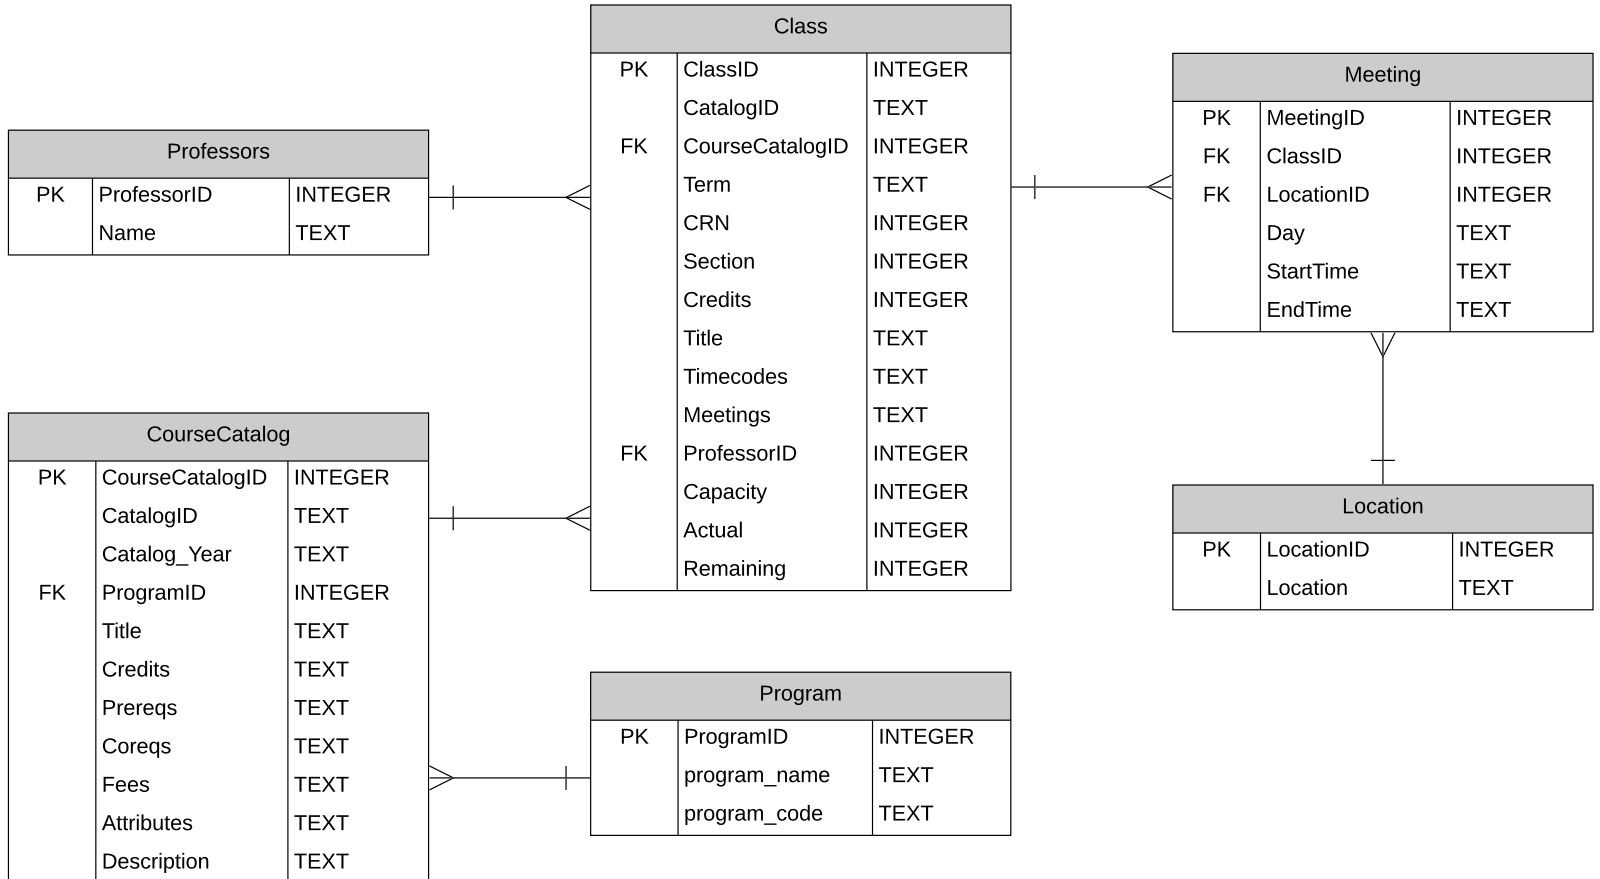 Professors
PK ProfessorID INTEGER
Name TEXT
CourseCatalog
PK CourseCatalogID INTEGER
CatalogID TEXT
Catalog_Year TEXT
FK ProgramID INTEGER
Title TEXT
Credits TEXT
Prereqs TEXT
Coreqs TEXT
Fees TEXT
Attributes TEXT
Description TEXT
Class
PK ClassID INTEGER
CatalogID TEXT
FK CourseCatalogID INTEGER
Term TEXT
CRN INTEGER
Section INTEGER
Credits INTEGER
Title TEXT
Timecodes TEXT
Meetings TEXT
FK ProfessorID INTEGER
Capacity INTEGER
Actual INTEGER
Remaining INTEGER
Program
PK ProgramID INTEGER
program_name TEXT
program_code TEXT
Meeting
PK MeetingID INTEGER
FK ClassID INTEGER
FK LocationID INTEGER
Day TEXT
StartTime TEXT
EndTime TEXT
Location
PK LocationID INTEGER
Location TEXT